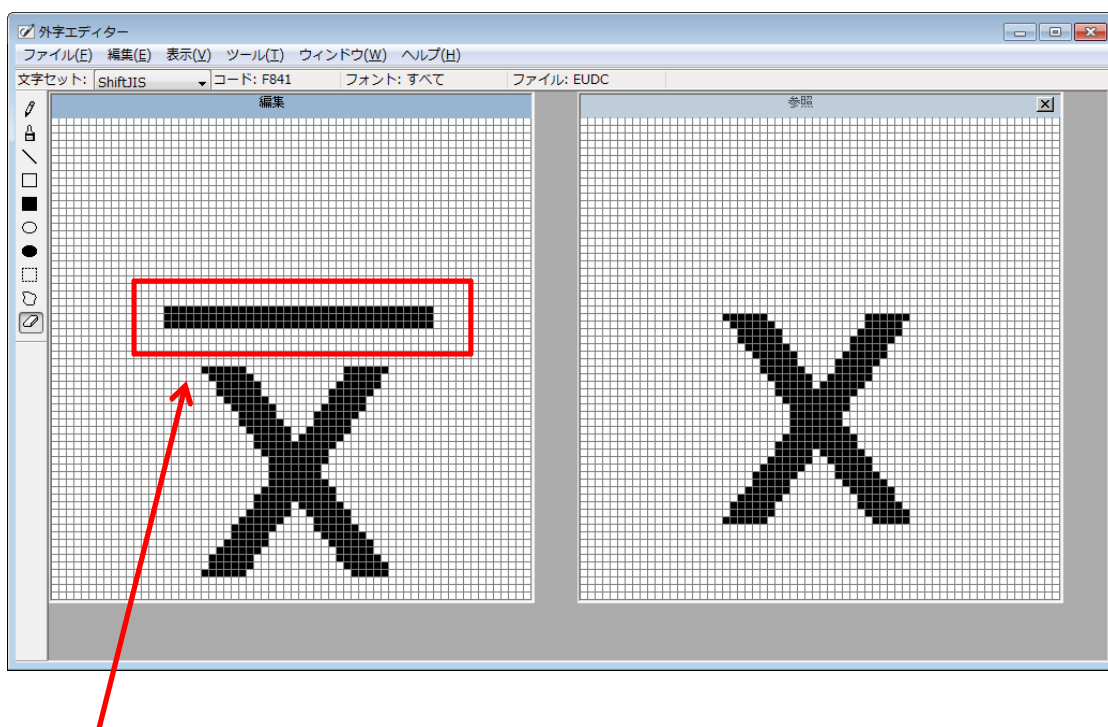 外字エディター
ファイル(F) 編集(E) 表示(V) ツール(T) ウィンドウ(W) ヘルプ(H)
文字セット: ShiftJIS コード: F841 フォント: すべて ファイル: EUDC
編集 参照
X X